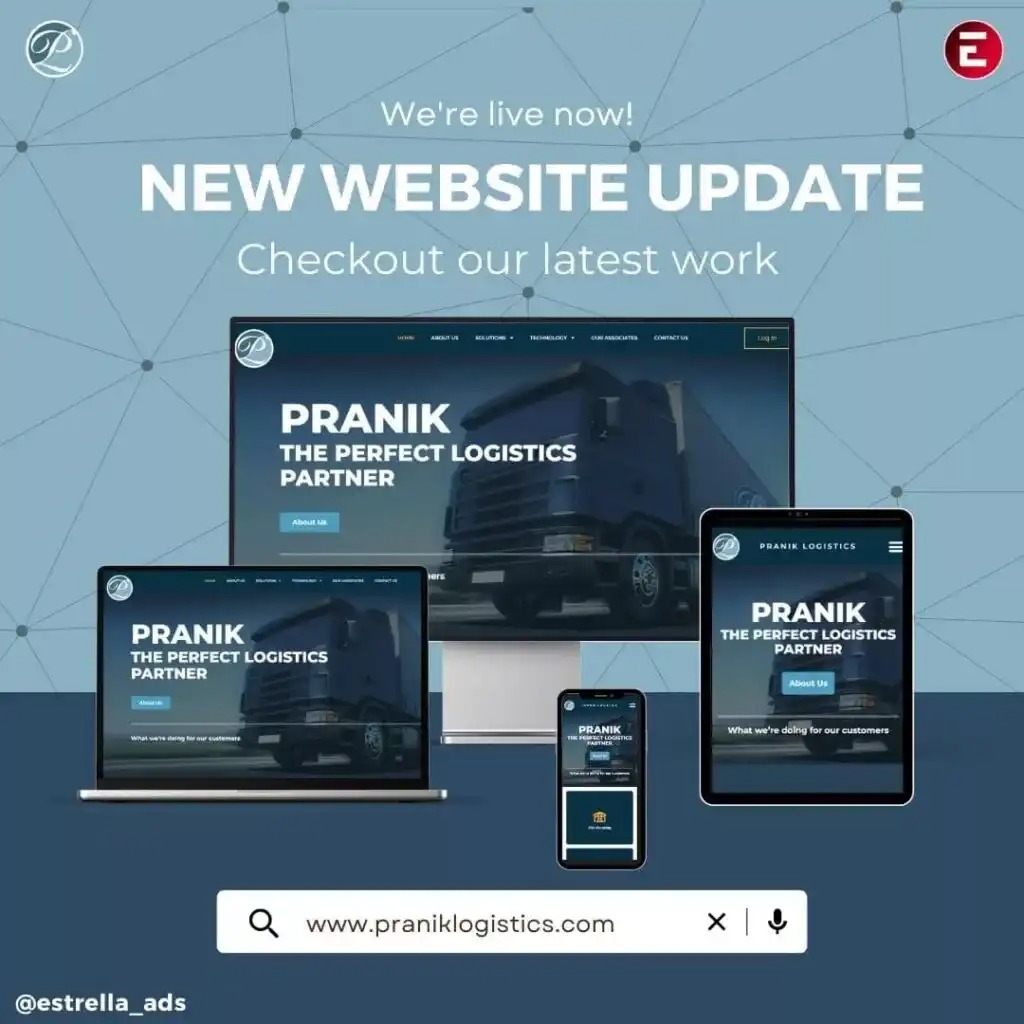 We're live now!
NEW WEBSITE UPDATE
Checkout our latest work
HOME ABOUT US SOLUTIONS TECHNOLOGY OUR ASSOCIATES CONTACT US Log In
PRANIK
THE PERFECT LOGISTICS
PARTNER
About Us
ers
HOME ABOUT US SOLUTIONS TECHNOLOGY OUR ASSOCIATES CONTACT US
PRANIK
THE PERFECT LOGISTICS
PARTNER
About Us
What we're doing for our customers
PRANIK LOGISTICS
PRANIK
THE PERFECT LOGISTICS
PARTNER
About Us
What we're doing for our customers
PRANIK
THE PERFECT LOGISTICS
PARTNER
About Us
What we're doing for our customers
www.praniklogistics.com
@estrella_ads